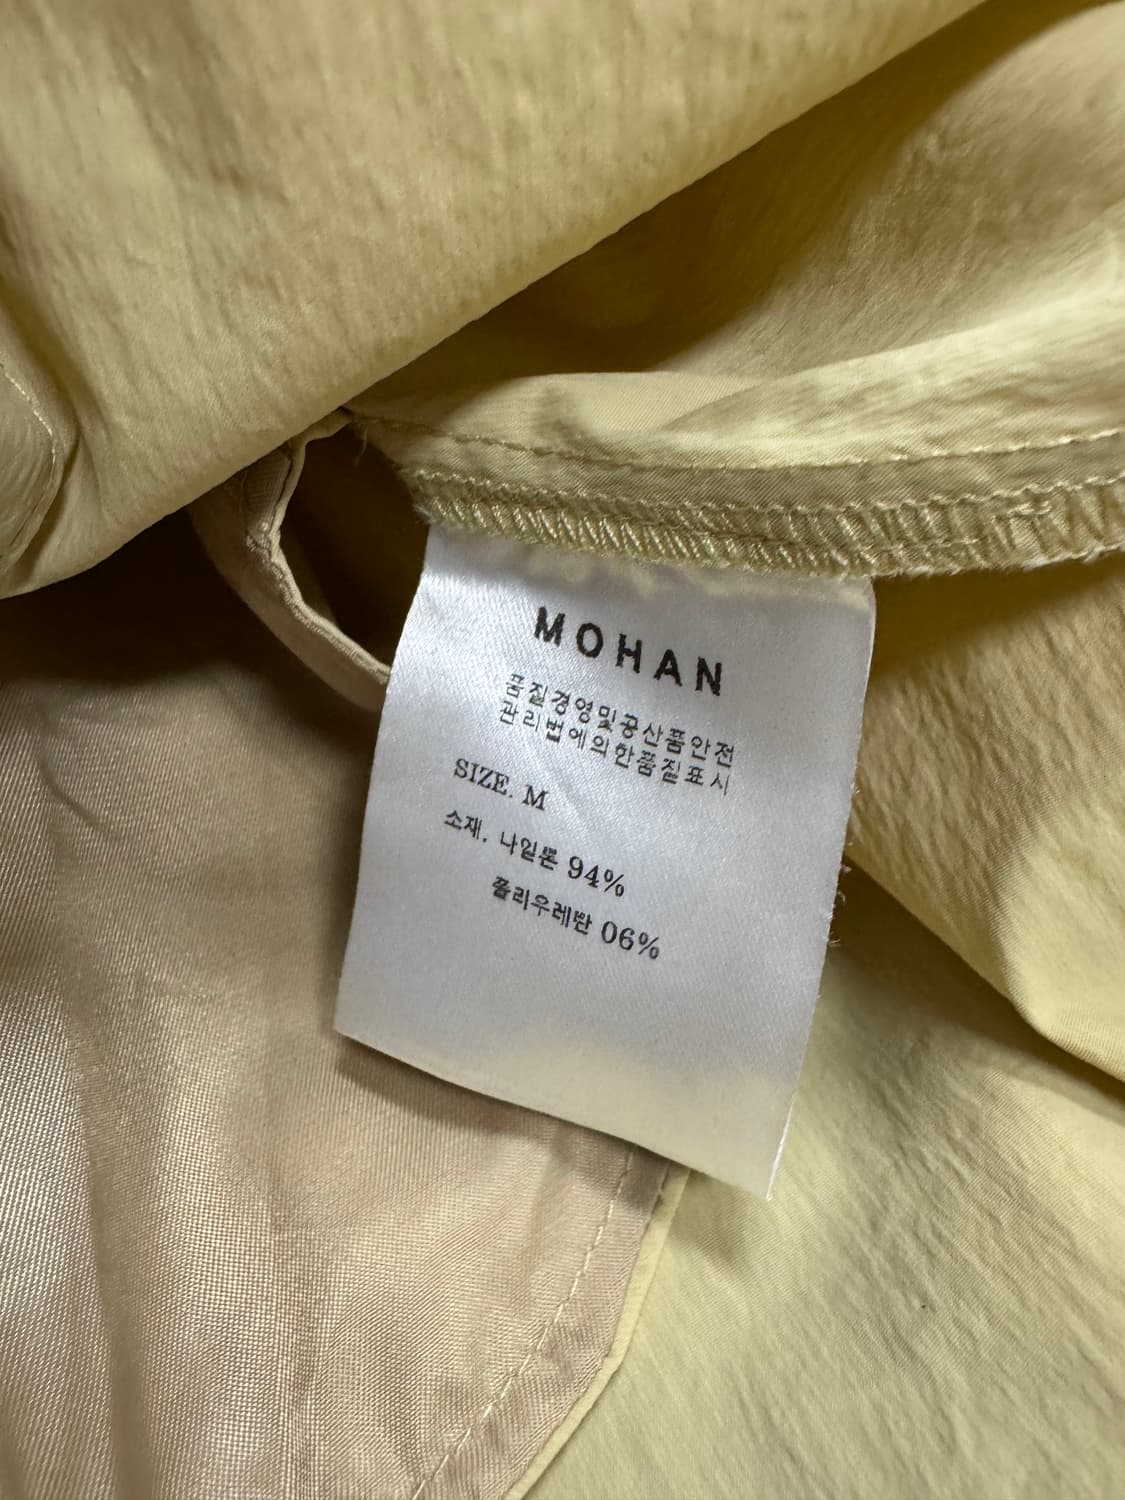 MOHAN
품질경영및공산품안전
관리법에의한품질표시
SIZE. M
소재. 나일론 94%
폴리우레탄 06%